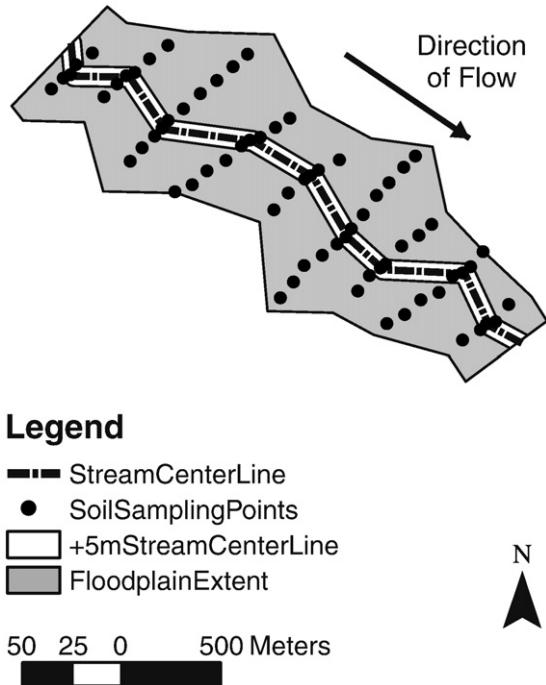 Direction
of Flow
Legend
StreamCenterLine
SoilSamplingPoints
+5mStreamCenterLine
FloodplainExtent
N
50 25 0 500 Meters